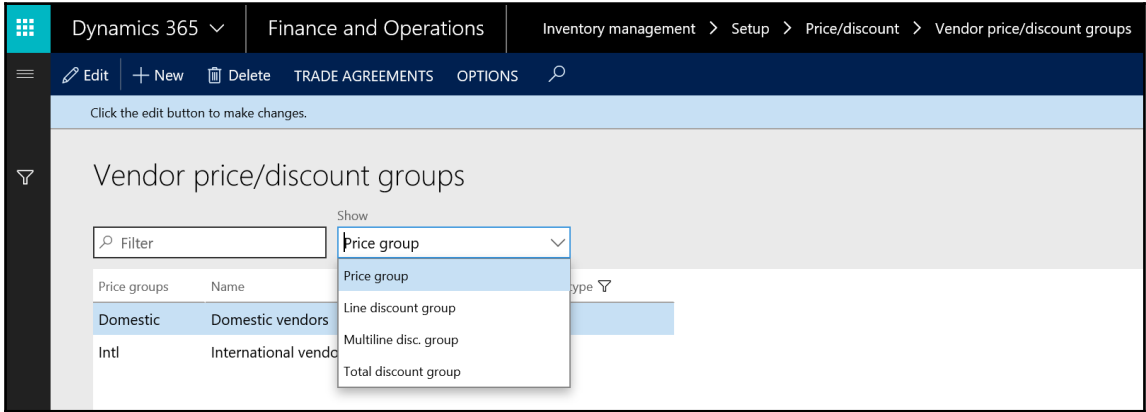 Dynamics 365 Finance and Operations Inventory management > Setup > Price/discount > Vendor price/discount groups
Edit + New Delete TRADE AGREEMENTS OPTIONS
Click the edit button to make changes.
Vendor price/discount groups
Show
Filter Price group
Price group
Price groups Name
Line discount group
Domestic Domestic vendors
Multiline disc. group
Intl International
Total discount group